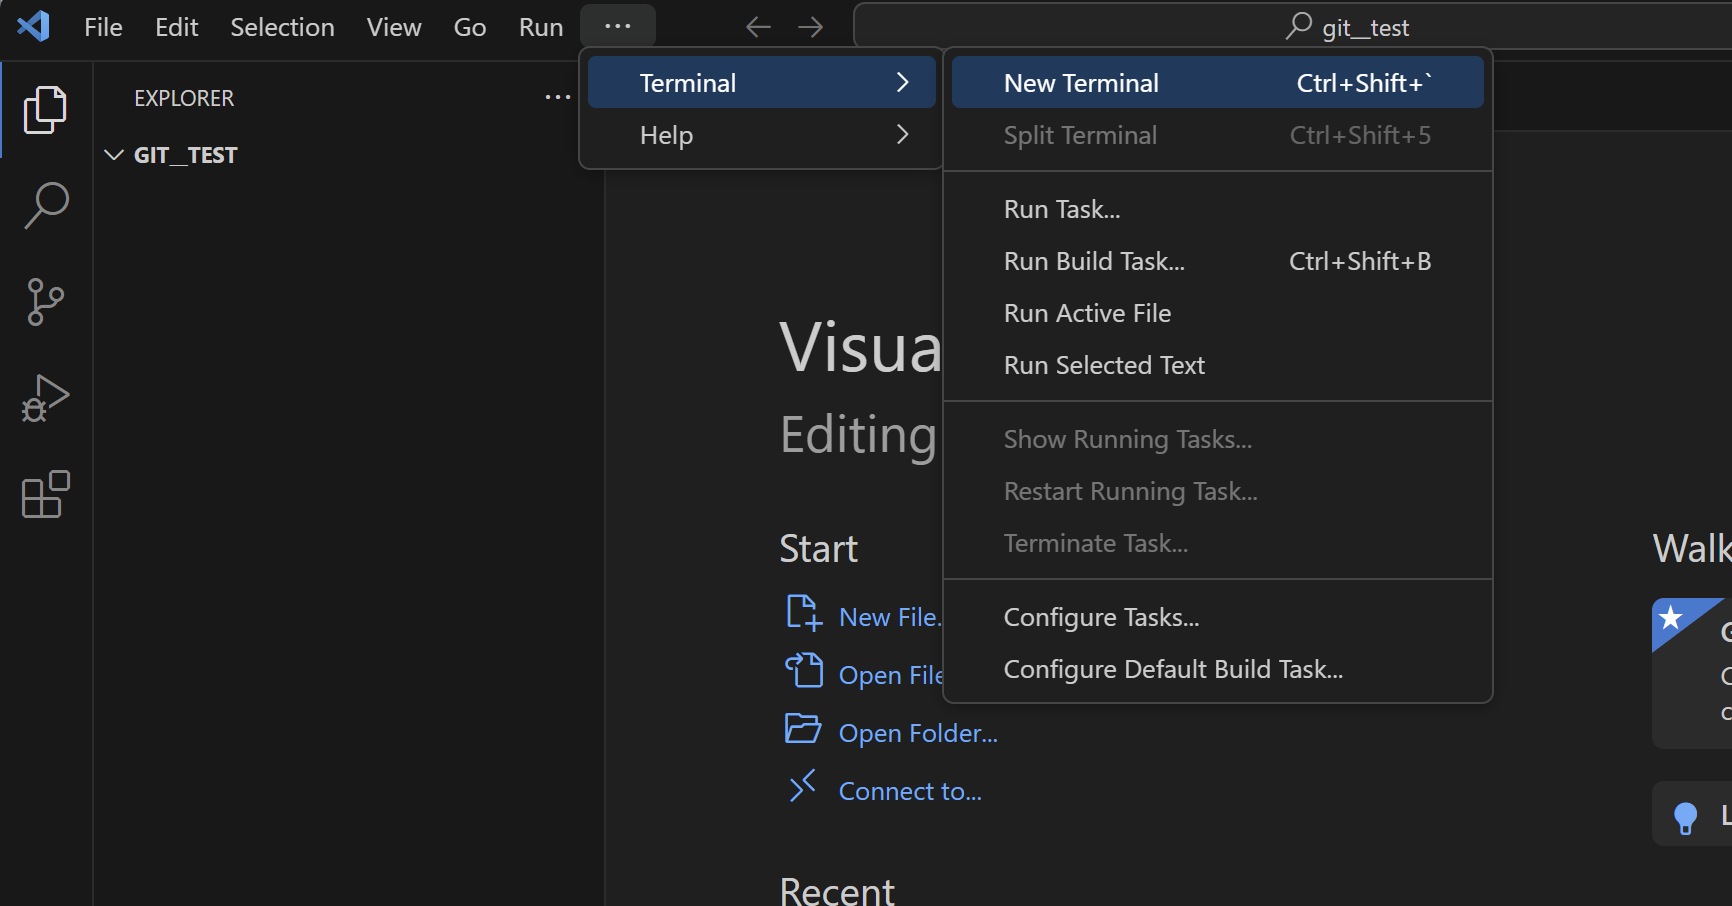 File Edit Selection View Go Run ··· git__test
EXPLORER ···
GIT__TEST
Terminal
Help
New Terminal Ctrl+Shift+`
Split Terminal Ctrl+Shift+5
Run Task...
Run Build Task... Ctrl+Shift+B
Run Active File
Run Selected Text
Show Running Tasks...
Restart Running Task...
Terminate Task...
Configure Tasks...
Configure Default Build Task...
Visua
Editing
Start
New File.
Open File
Open Folder...
Connect to...
Recent
Walk
L